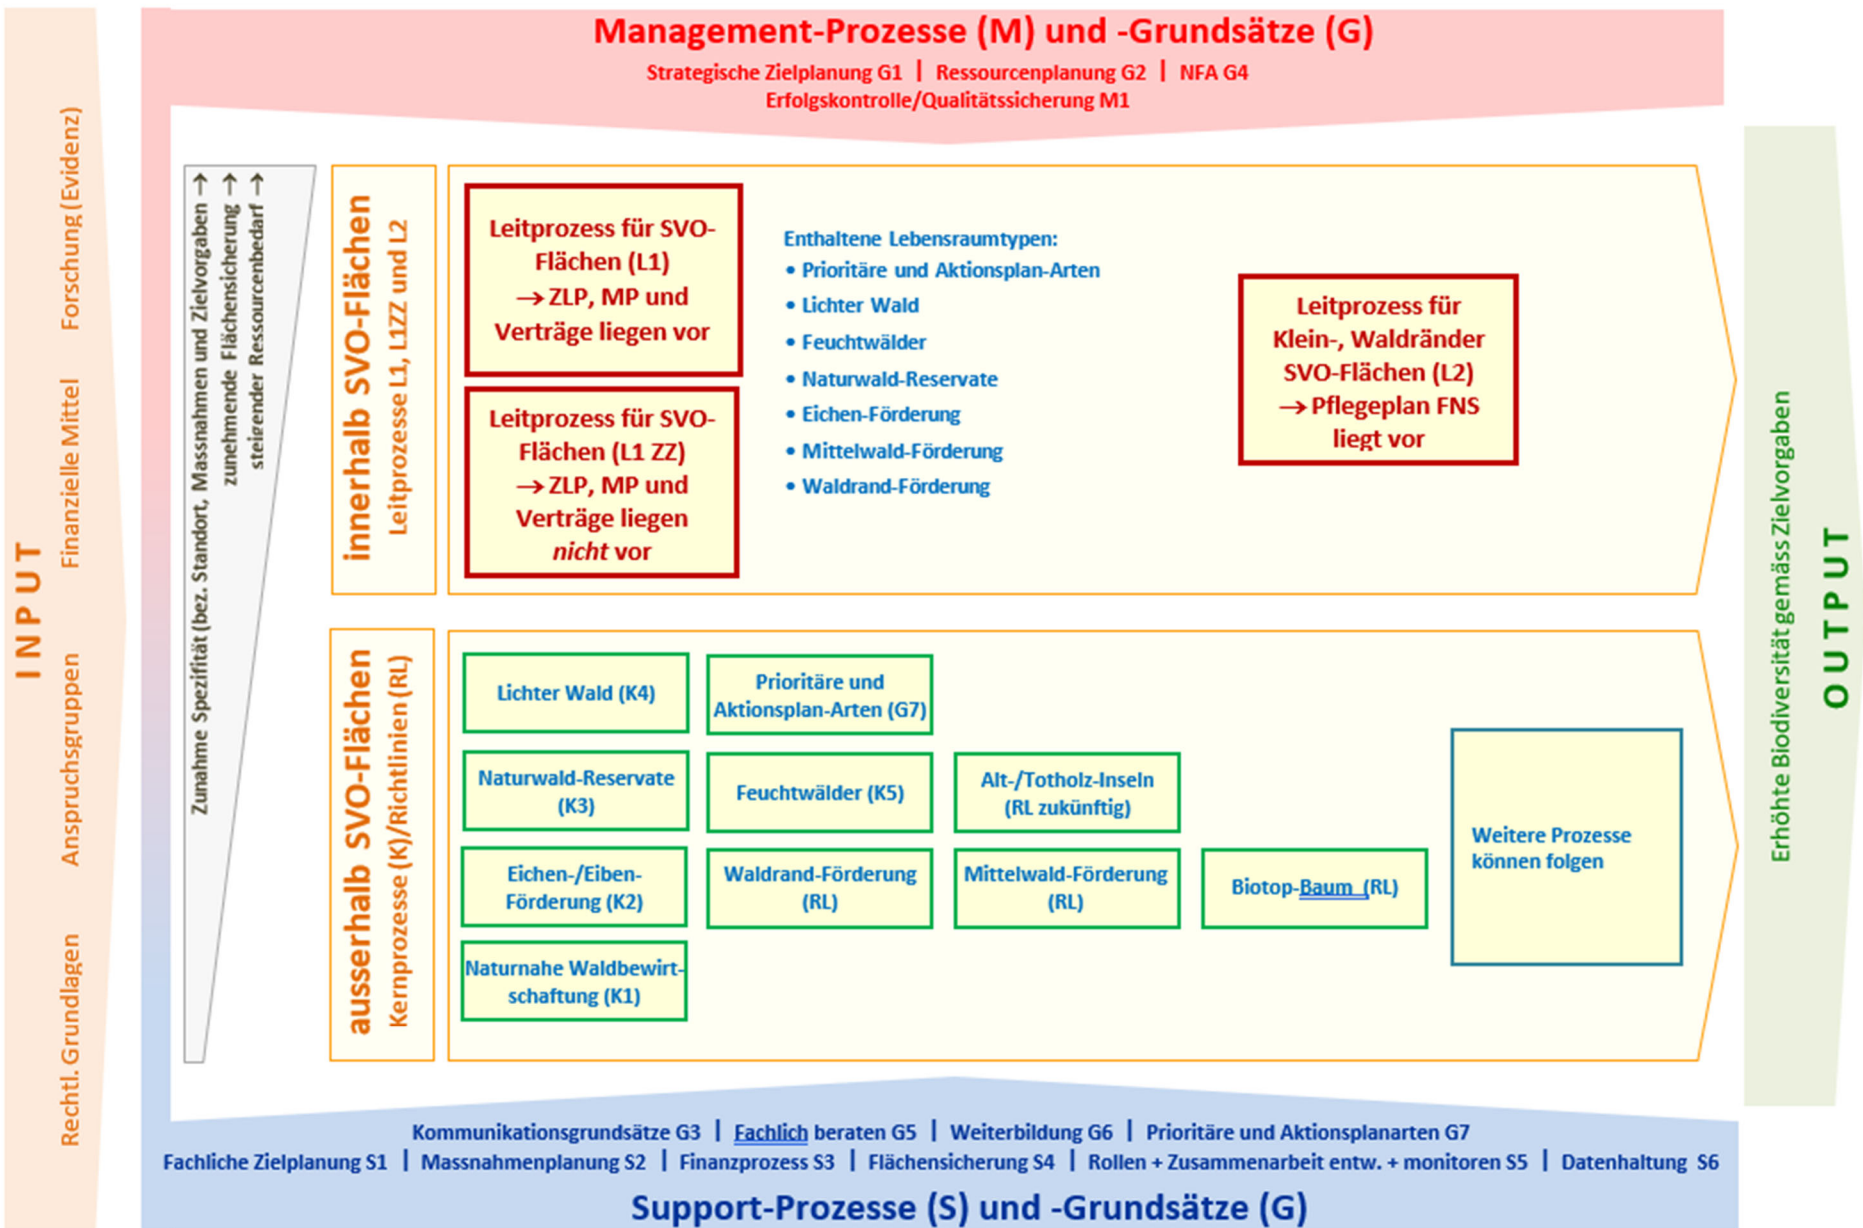 Management-Prozesse (M) und -Grundsätze (G)
Strategische Zielplanung G1 | Ressourcenplanung G2 | NFA G4
Erfolgskontrolle/Qualitätssicherung M1
INPUT
Rechtl. Grundlagen Anspruchsgruppen Finanzielle Mittel Forschung (Evidenz)
Zunahme Spezifität (bez. Standort, Massnahmen und Zielvorgaben →
zunehmende Flächensicherung →
steigender Ressourcenbedarf →
innerhalb SVO-Flächen
Leitprozesse L1, L1ZZ und L2
Leitprozess für SVO-
Flächen (L1)
→ ZLP, MP und
Verträge liegen vor
Leitprozess für SVO-
Flächen (L1 ZZ)
→ ZLP, MP und
Verträge liegen
nicht vor
Enthaltene Lebensraumtypen:
• Prioritäre und Aktionsplan-Arten
• Lichter Wald
• Feuchtwälder
• Naturwald-Reservate
• Eichen-Förderung
• Mittelwald-Förderung
• Waldrand-Förderung
Leitprozess für
Klein-, Waldränder
SVO-Flächen (L2)
→ Pflegeplan FNS
liegt vor
ausserhalb SVO-Flächen
Kernprozesse (K)/Richtlinien (RL)
Lichter Wald (K4)
Prioritäre und
Aktionsplan-Arten (G7)
Naturwald-Reservate
(K3)
Feuchtwälder (K5)
Alt-/Totholz-Inseln
(RL zukünftig)
Eichen-/Eiben-
Förderung (K2)
Waldrand-Förderung
(RL)
Mittelwald-Förderung
(RL)
Biotop-Baum (RL)
Naturnahe Waldbewirt-
schaftung (K1)
Weitere Prozesse
können folgen
Erhöhte Biodiversität gemäss Zielvorgaben
OUTPUT
Kommunikationsgrundsätze G3 | Fachlich beraten G5 | Weiterbildung G6 | Prioritäre und Aktionsplanarten G7
Fachliche Zielplanung S1 | Massnahmenplanung S2 | Finanzprozess S3 | Flächensicherung S4 | Rollen + Zusammenarbeit entw. + monitoren S5 | Datenhaltung S6
Support-Prozesse (S) und -Grundsätze (G)